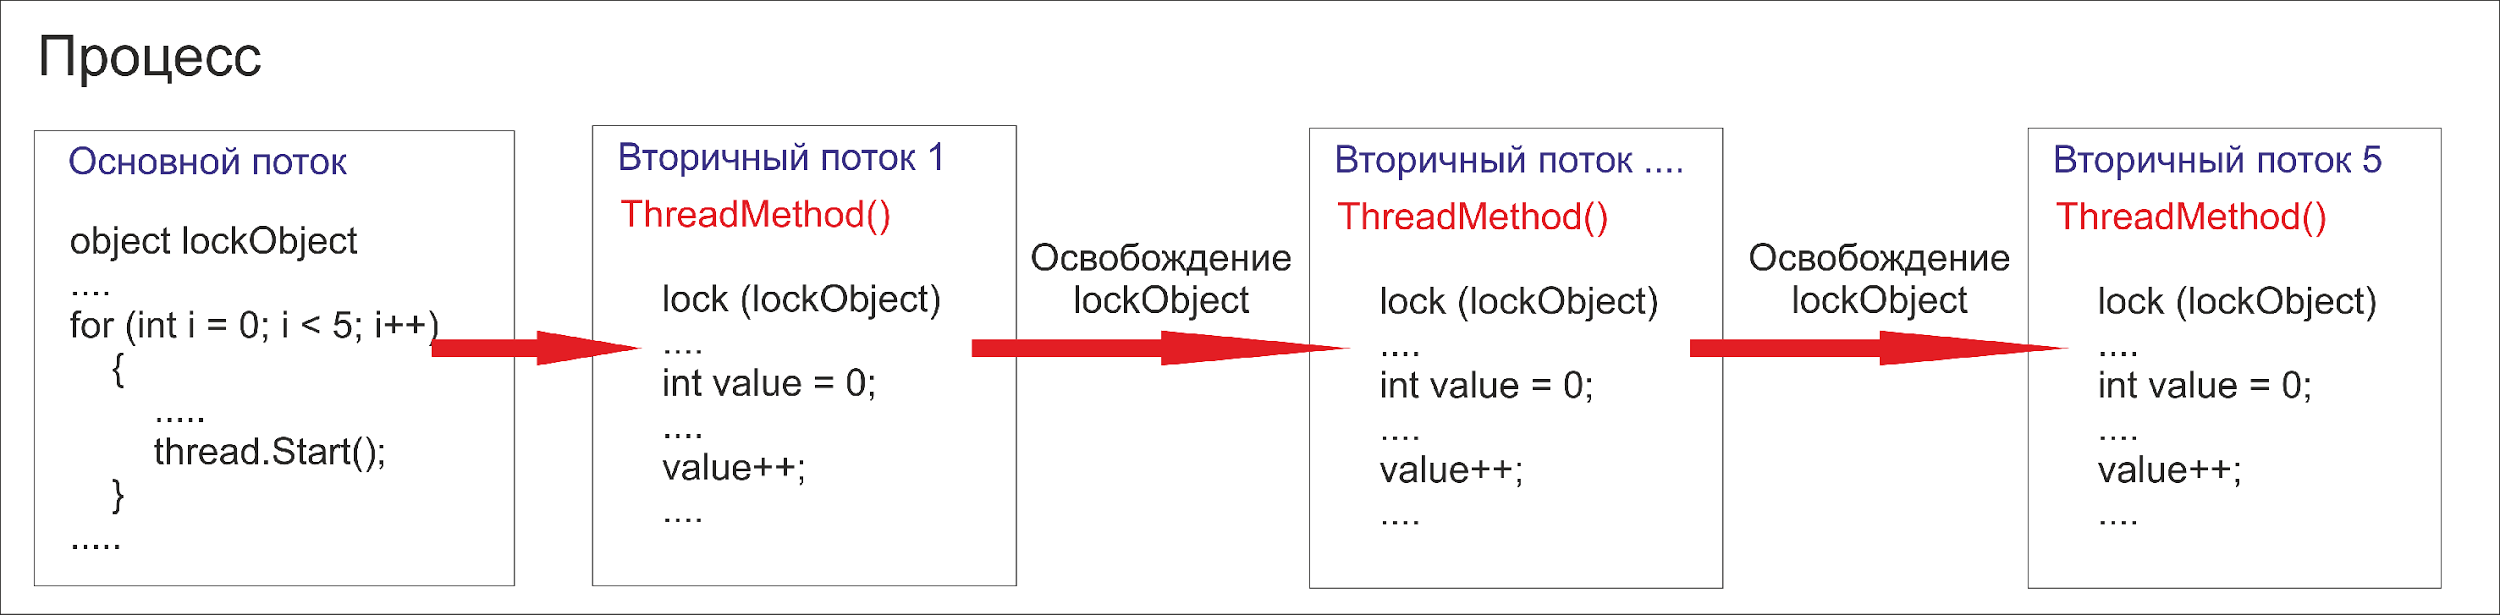 Процесс
Основной поток
object lockObject
....
for (int i = 0; i < 5; i++)
{
.....
thread.Start();
}
.....
Вторичный поток 1
ThreadMethod()
lock (lockObject)
....
int value = 0;
....
value++;
....
Освобождение
lockObject
Вторичный поток ....
ThreadMethod()
lock (lockObject)
....
int value = 0;
....
value++;
....
Освобождение
lockObject
Вторичный поток 5
ThreadMethod()
lock (lockObject)
....
int value = 0;
....
value++;
....